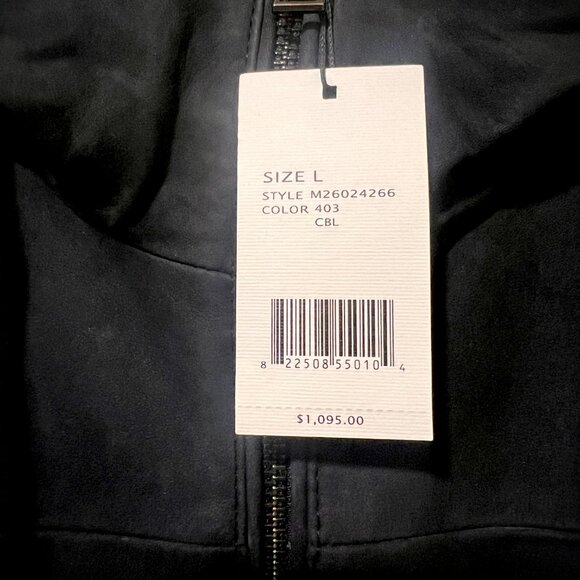 SIZE L
STYLE M26024266
COLOR 403
CBL
8 22508 55010 4
$1,095.00